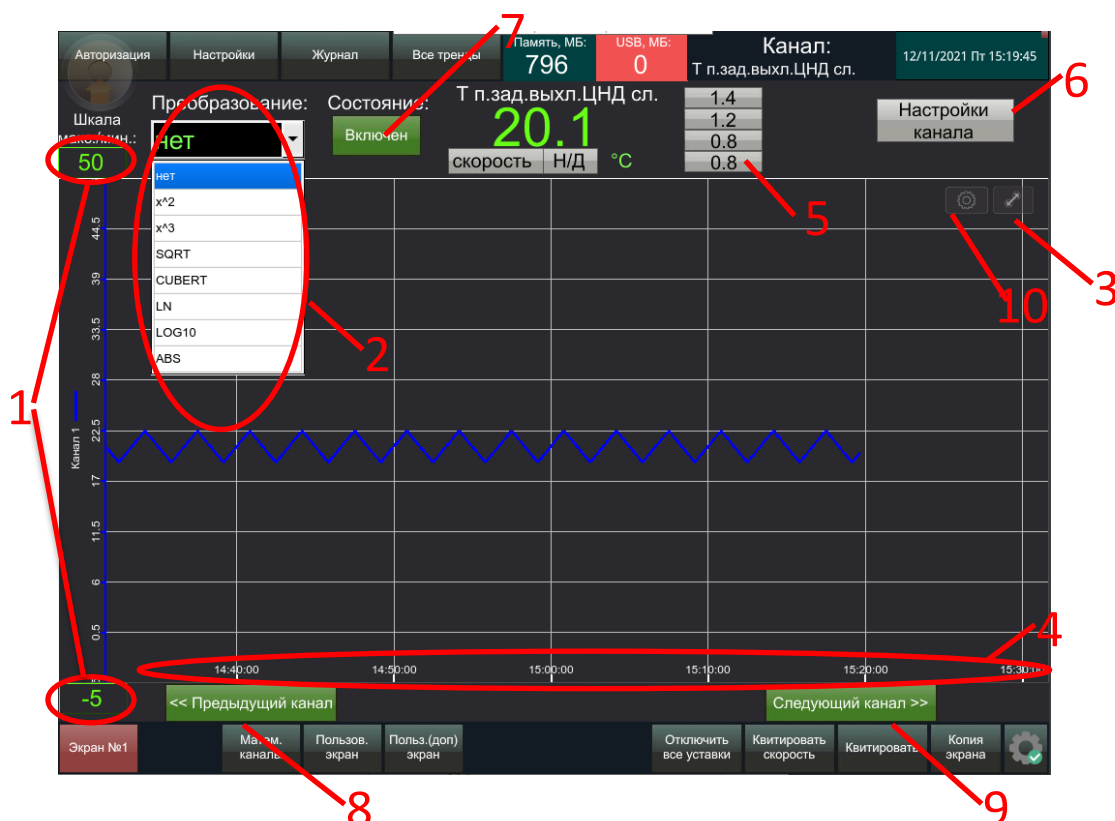 7
Авторизация
Настройки
Журнал
Все тренды
Память, МБ:
796
USB, МБ:
0
Канал:
Т п.зад.выхл.ЦНД сл.
12/11/2021 Пт 15:19:45
6
Шкала
макс./мин.:
50
Преобразование:
нет
Состояние:
Включен
Т п.зад.выхл.ЦНД сл.
20.1
скорость Н/Д °C
1.4
1.2
0.8
0.8
Настройки
канала
нет
x^2
x^3
SQRT
CUBERT
LN
LOG10
ABS
5
3
10
2
1
44.5
39
33.5
28
22.5
17
11.5
6
0.5
Канал 1
4
14:40:00
14:50:00
15:00:00
15:10:00
15:20:00
15:30:00
-5
<< Предыдущий канал
Следующий канал >>
Экран №1
Матем.
каналы
Пользов.
экран
Польз.(доп)
экран
Отключить
все уставки
Квитировать
скорость
Квитировать
Копия
экрана
8
9